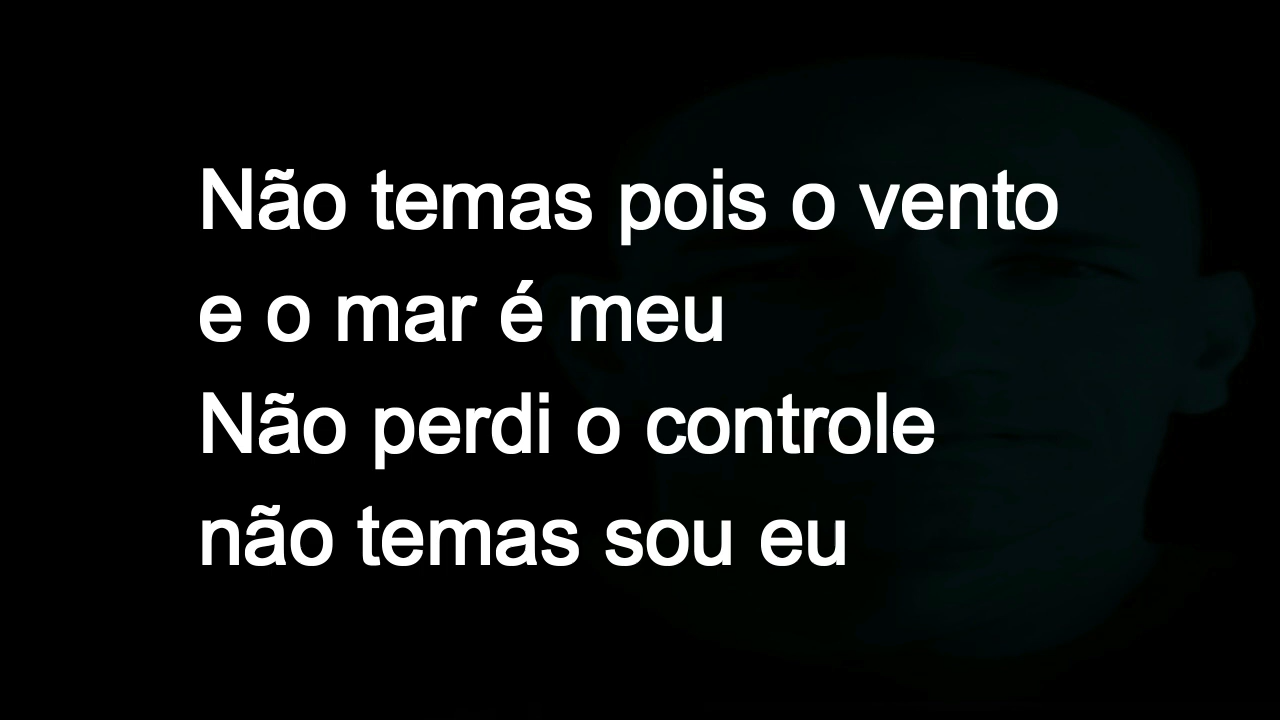 Não temas pois o vento
e o mar é meu
Não perdi o controle
não temas sou eu